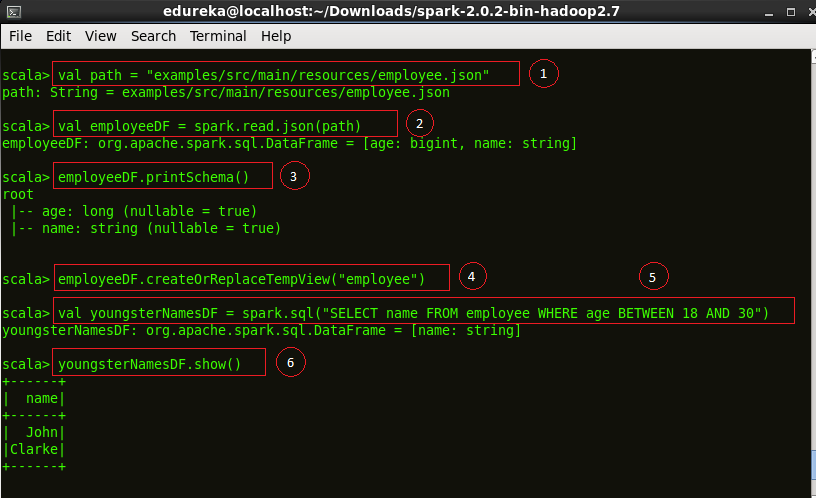 edureka@localhost:~/Downloads/spark-2.0.2-bin-hadoop2.7
File Edit View Search Terminal Help
scala> val path = "examples/src/main/resources/employee.json" 1
path: String = examples/src/main/resources/employee.json
scala> val employeeDF = spark.read.json(path) 2
employeeDF: org.apache.spark.sql.DataFrame = [age: bigint, name: string]
scala> employeeDF.printSchema() 3
root
 |-- age: long (nullable = true)
 |-- name: string (nullable = true)
scala> employeeDF.createOrReplaceTempView("employee") 4
5
scala> val youngsterNamesDF = spark.sql("SELECT name FROM employee WHERE age BETWEEN 18 AND 30")
youngsterNamesDF: org.apache.spark.sql.DataFrame = [name: string]
scala> youngsterNamesDF.show() 6
+------+
|  name|
+------+
|  John|
|Clarke|
+------+